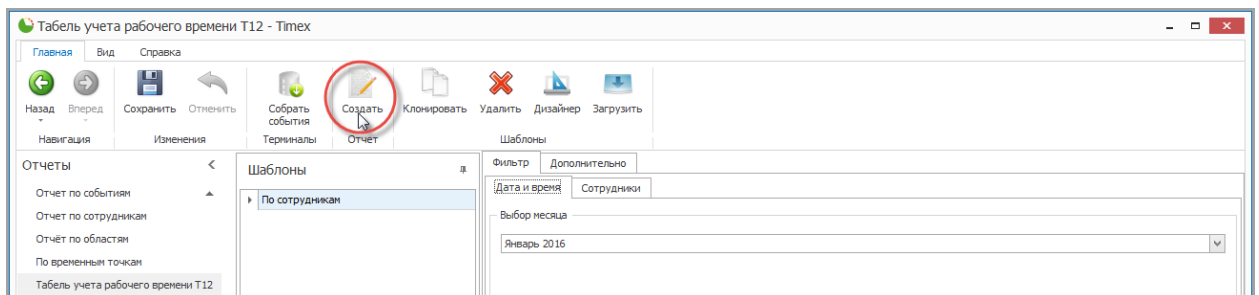 Табель учета рабочего времени T12 - Timex
Главная Вид Справка
Назад Вперед Сохранить Отменить Собрать события Создать Клонировать Удалить Дизайнер Загрузить
Навигация Изменения Терминалы Отчет Шаблоны
Отчеты
Отчет по событиям
Отчет по сотрудникам
Отчёт по областям
По временным точкам
Табель учета рабочего времени T12
Шаблоны
По сотрудникам
Фильтр Дополнительно
Дата и время Сотрудники
Выбор месяца
Январь 2016